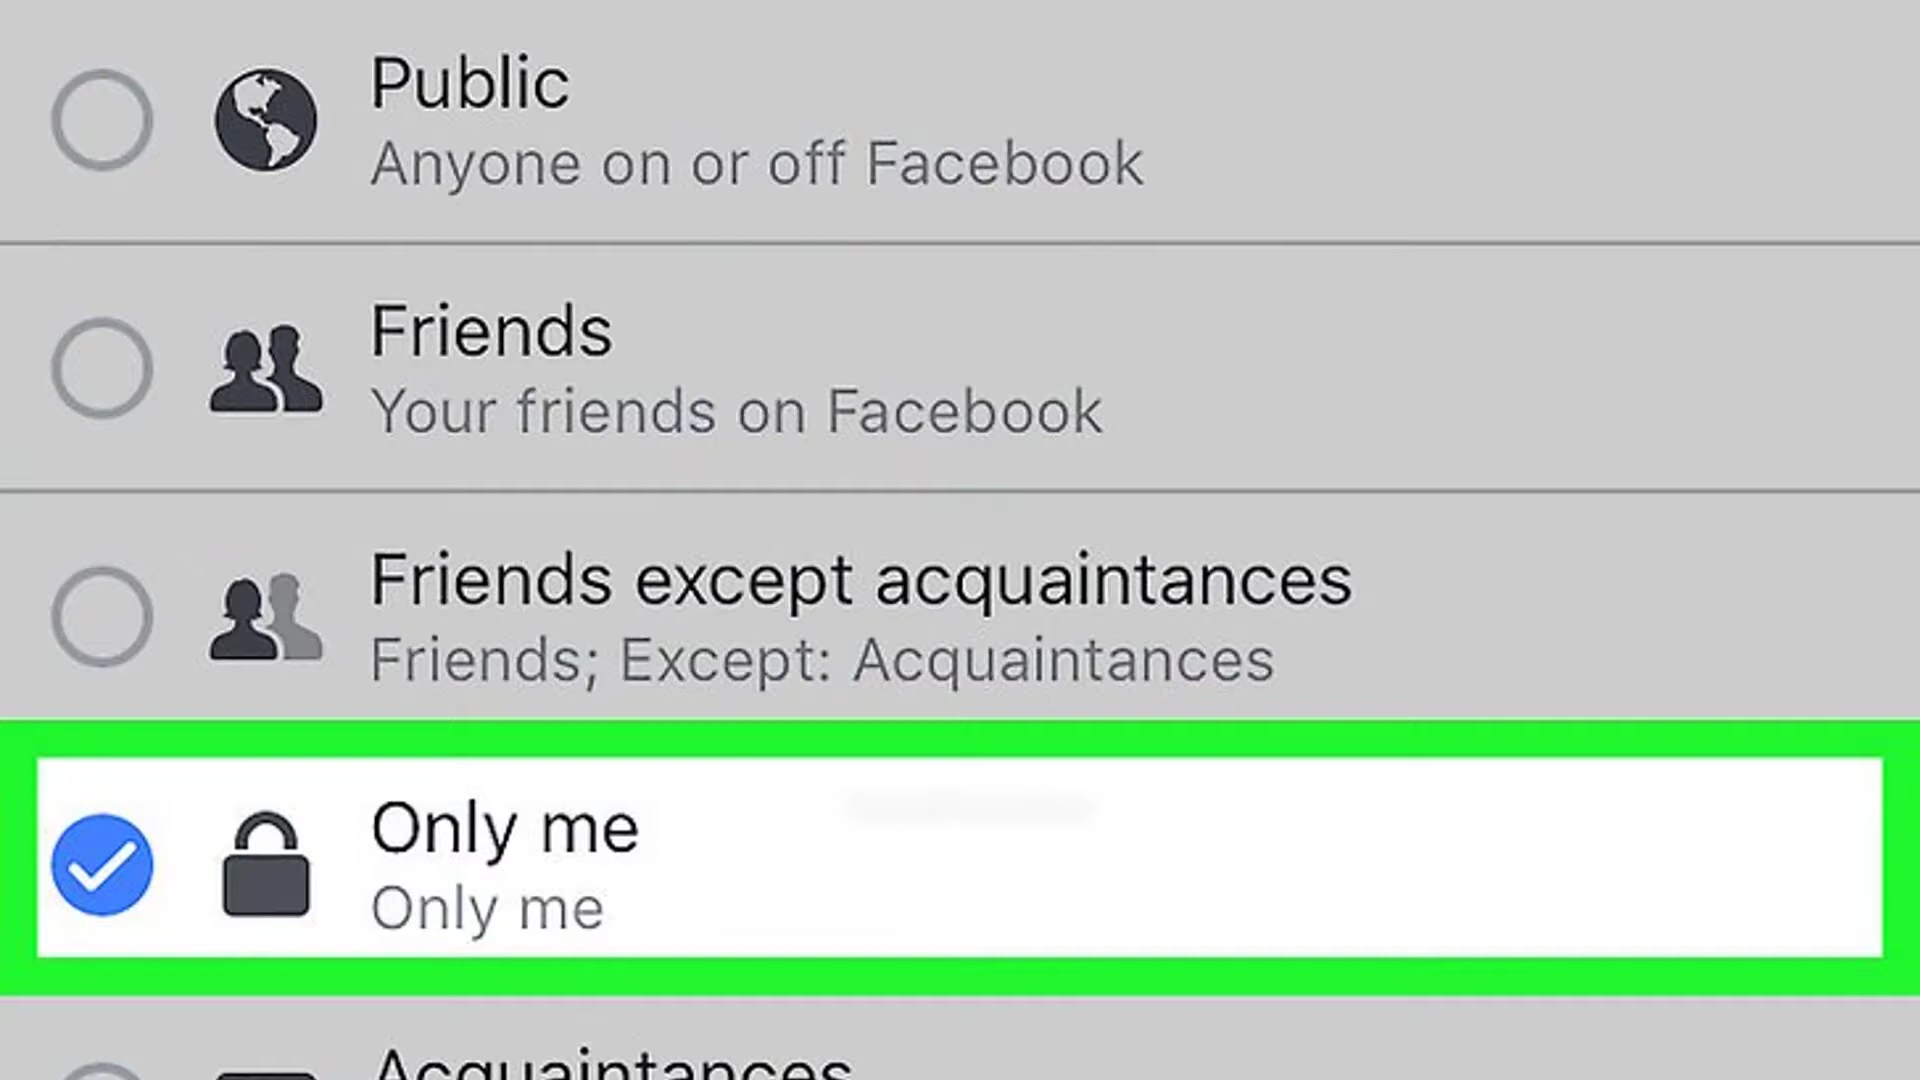 Public
Anyone on or off Facebook
Friends
Your friends on Facebook
Friends except acquaintances
Friends; Except: Acquaintances
Only me
Only me
Acquaintances